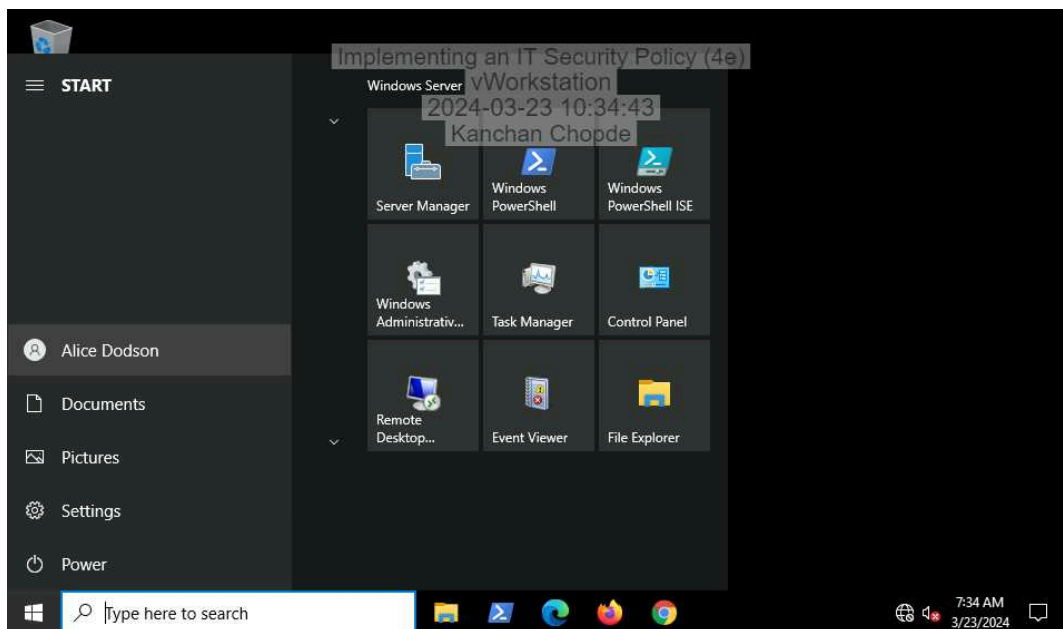 Implementing an IT Security Policy (4e)
vWorkstation
2024-03-23 10:34:43
Kanchan Chopde
START
Windows Server
Server Manager
Windows PowerShell
Windows PowerShell ISE
Windows Administrativ...
Task Manager
Control Panel
Remote Desktop...
Event Viewer
File Explorer
Alice Dodson
Documents
Pictures
Settings
Power
Type here to search
7:34 AM
3/23/2024